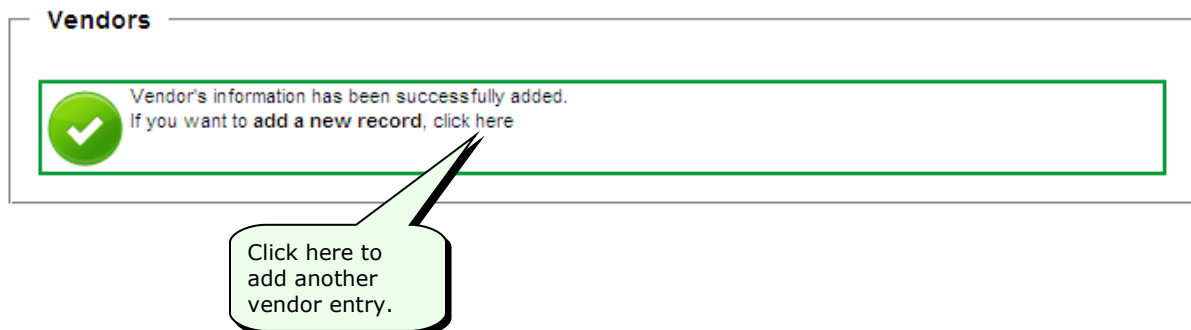 Vendors
Vendor's information has been successfully added.
If you want to add a new record, click here
Click here to
add another
vendor entry.